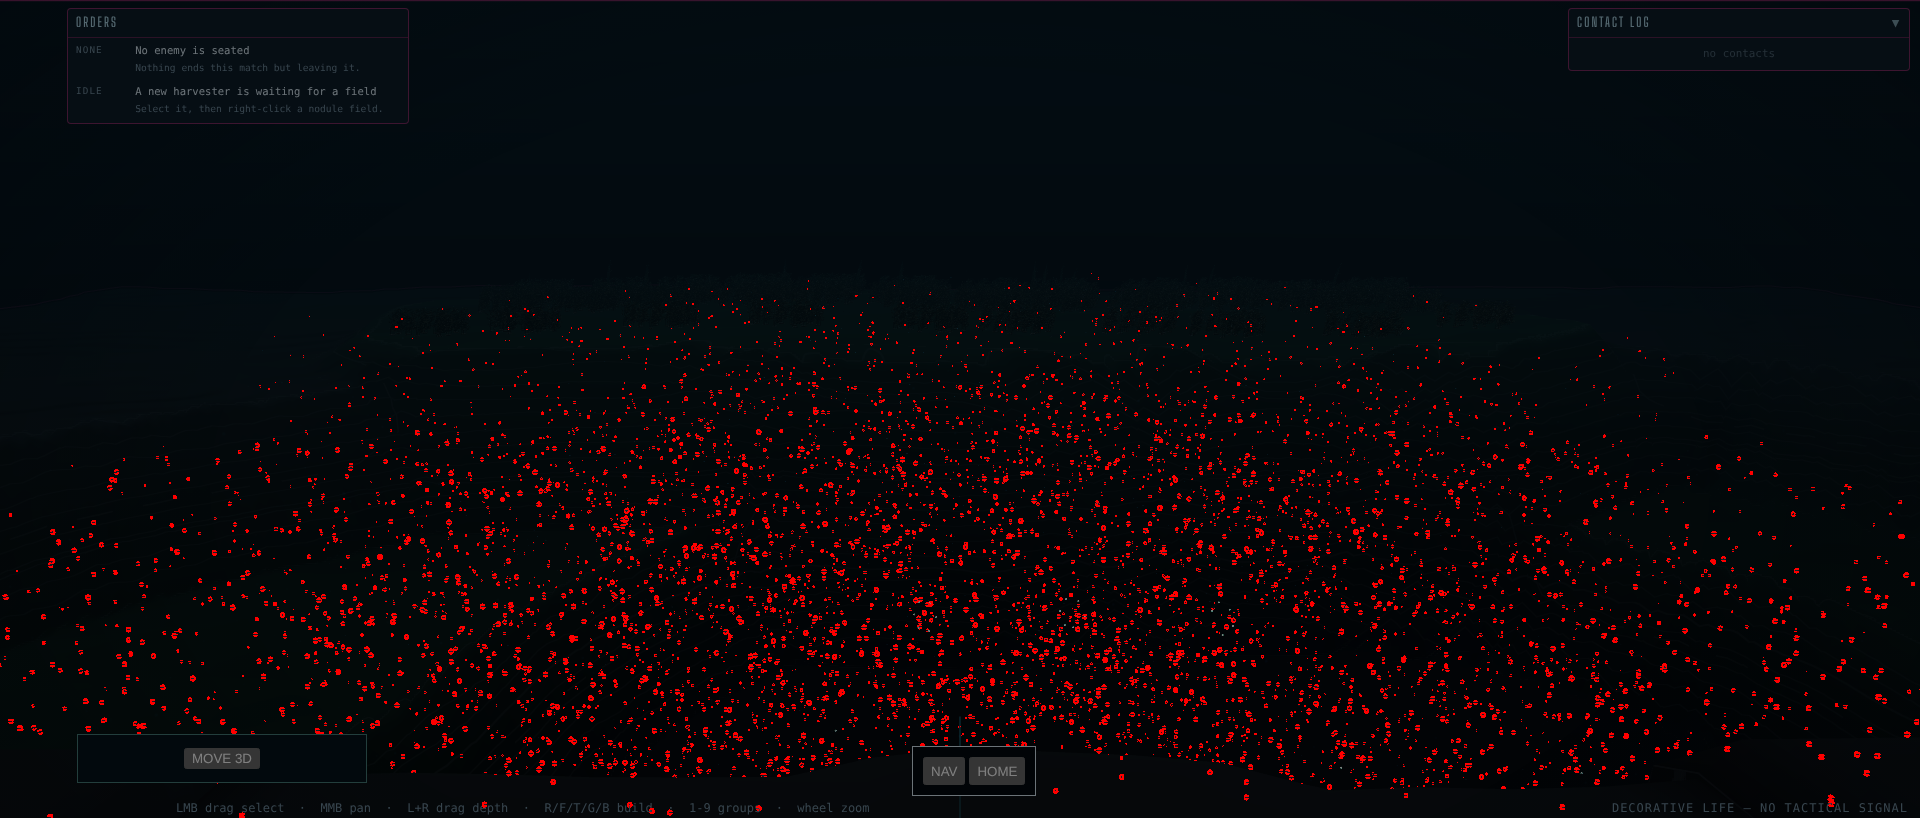 ORDERS
NONE No enemy is seated
Nothing ends this match but leaving it.
IDLE A new harvester is waiting for a field
Select it, then right-click a nodule field.
CONTACT LOG ▼
no contacts
MOVE 3D
NAV HOME
LMB drag select · MMB pan · L+R drag depth · R/F/T/G/B build · 1-9 groups · wheel zoom
DECORATIVE LIFE — NO TACTICAL SIGNAL